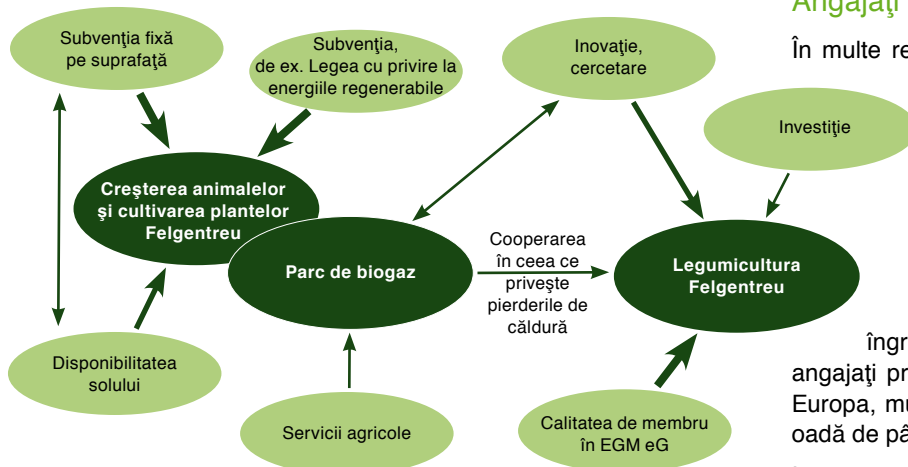 Subvenţia fixă
pe suprafaţă
Subvenţia,
de ex. Legea cu privire la
energiile regenerabile
Inovaţie,
cercetare
Investiţie
Creşterea animalelor
şi cultivarea plantelor
Felgentreu
Parc de biogaz
Cooperarea
în ceea ce
priveşte
pierderile de
căldură
Legumicultura
Felgentreu
Disponibilitatea
solului
Servicii agricole
Calitatea de membru
în EGM eG
Angajaţi
În multe re
îngr
angajaţi pr
Europa, mu
oadă de pâ